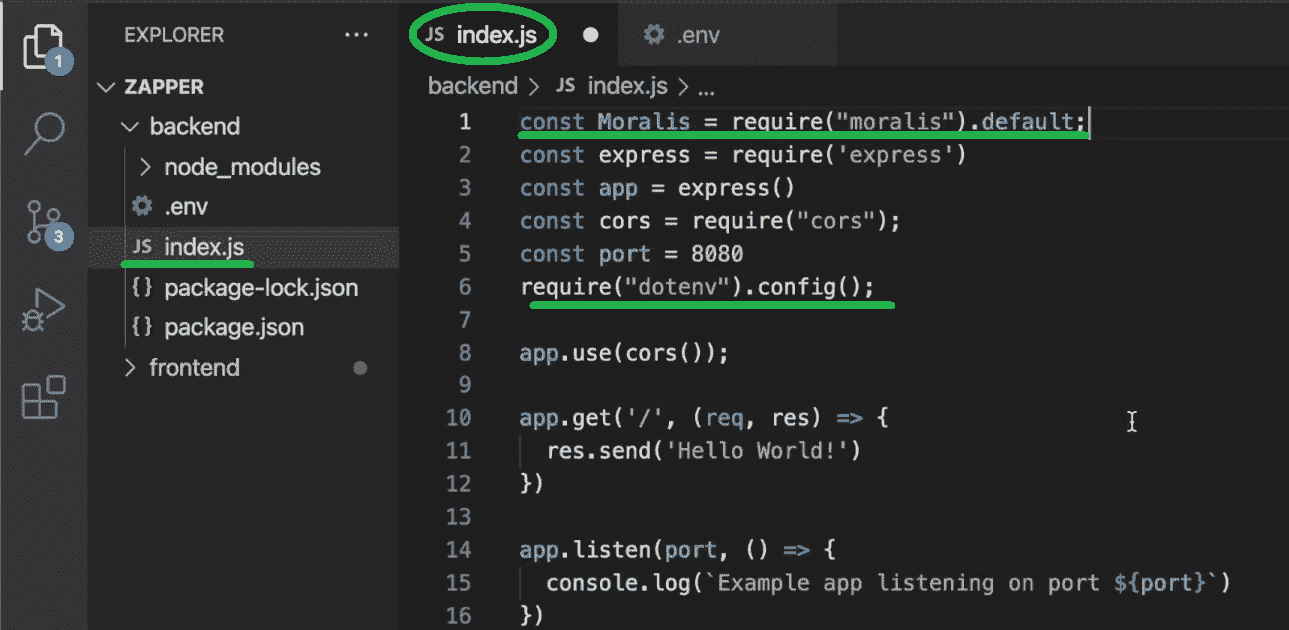 EXPLORER ...
1
ZAPPER
backend
node_modules
.env
JS index.js
{} package-lock.json
{} package.json
frontend
3
JS index.js
.env
backend > JS index.js > ...
1 const Moralis = require("moralis").default;
2 const express = require('express')
3 const app = express()
4 const cors = require("cors");
5 const port = 8080
6 require("dotenv").config();
7
8 app.use(cors());
9
10 app.get('/', (req, res) => {
11 res.send('Hello World!')
12 })
13
14 app.listen(port, () => {
15 console.log(`Example app listening on port ${port}`)
16 })